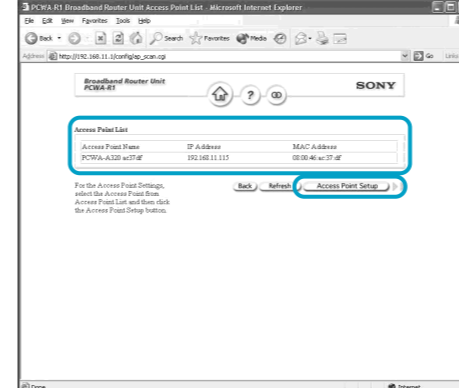 PCWA-R1 Broadband Router Unit Access Point List - Microsoft Internet Explorer
File Edit View Favorites Tools Help
Back Search Favorites Media
Address http://192.168.11.1/config/ap_scan.cgi Go Links
Broadband Router Unit
PCWA-R1
SONY
Access Point List
Access Point Name IP Address MAC Address
PCWA-A320 ac37df 192.168.11.115 08:00:46:ac:37:df
For the Access Point Settings,
select the Access Point from
Access Point List and then click
the Access Point Setup button.
Back Refresh Access Point Setup
Done Internet